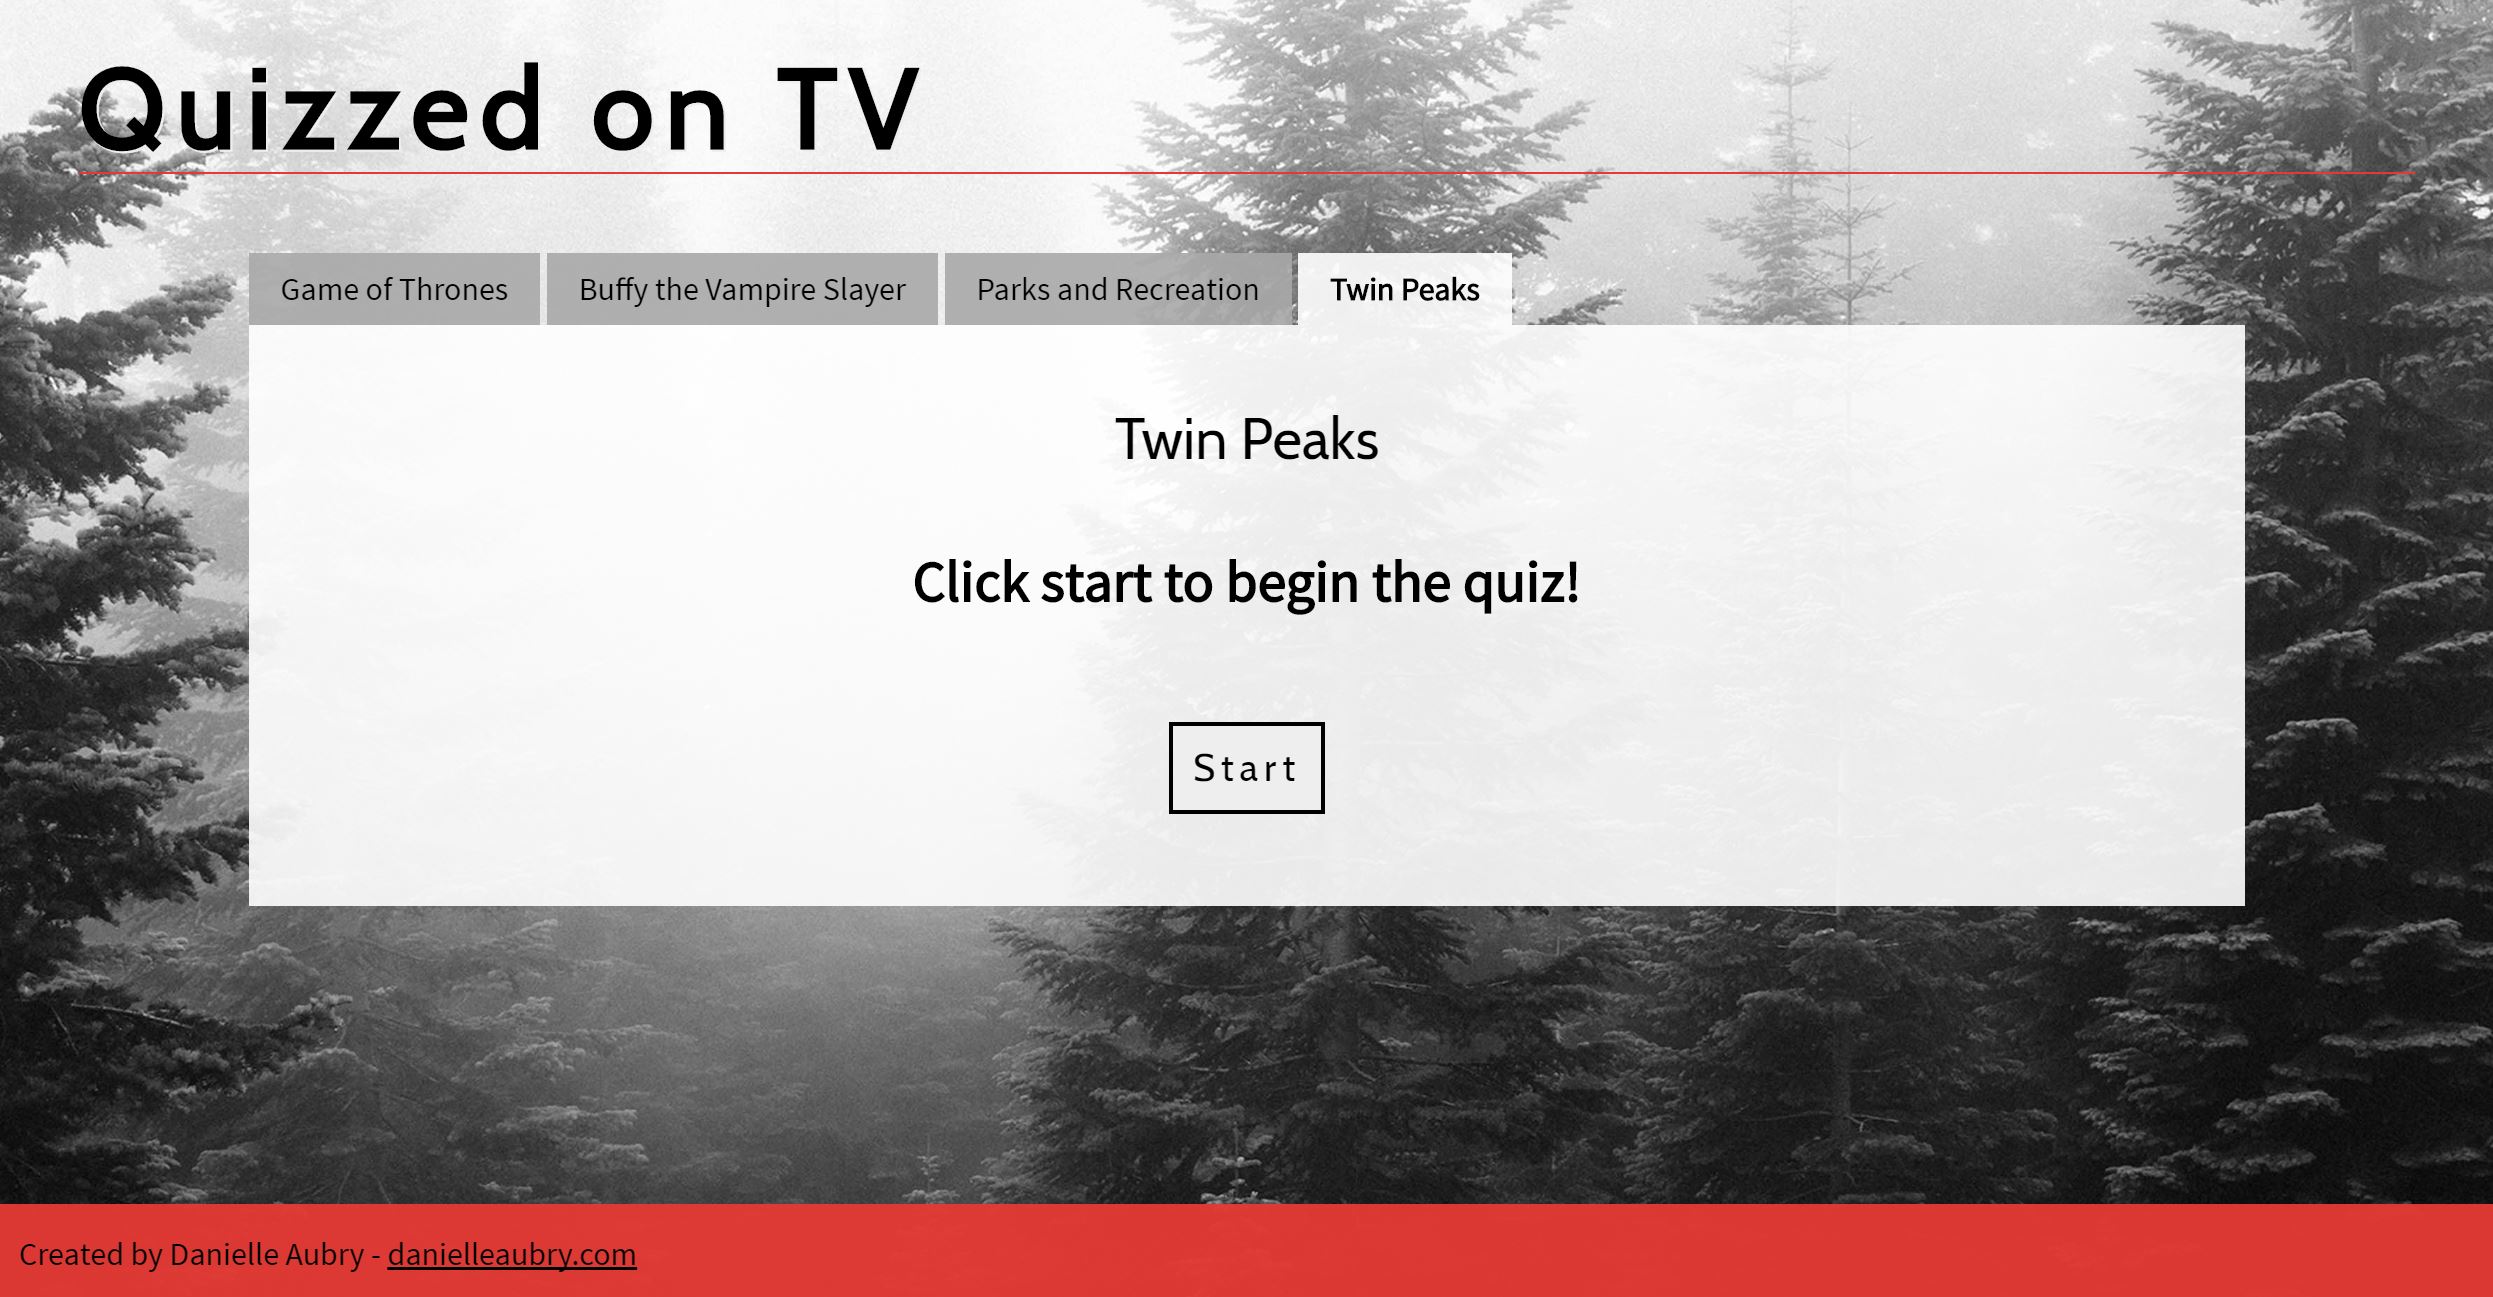 Quizzed on TV
Game of Thrones Buffy the Vampire Slayer Parks and Recreation Twin Peaks
Twin Peaks
Click start to begin the quiz!
Start
Created by Danielle Aubry - danielleaubry.com